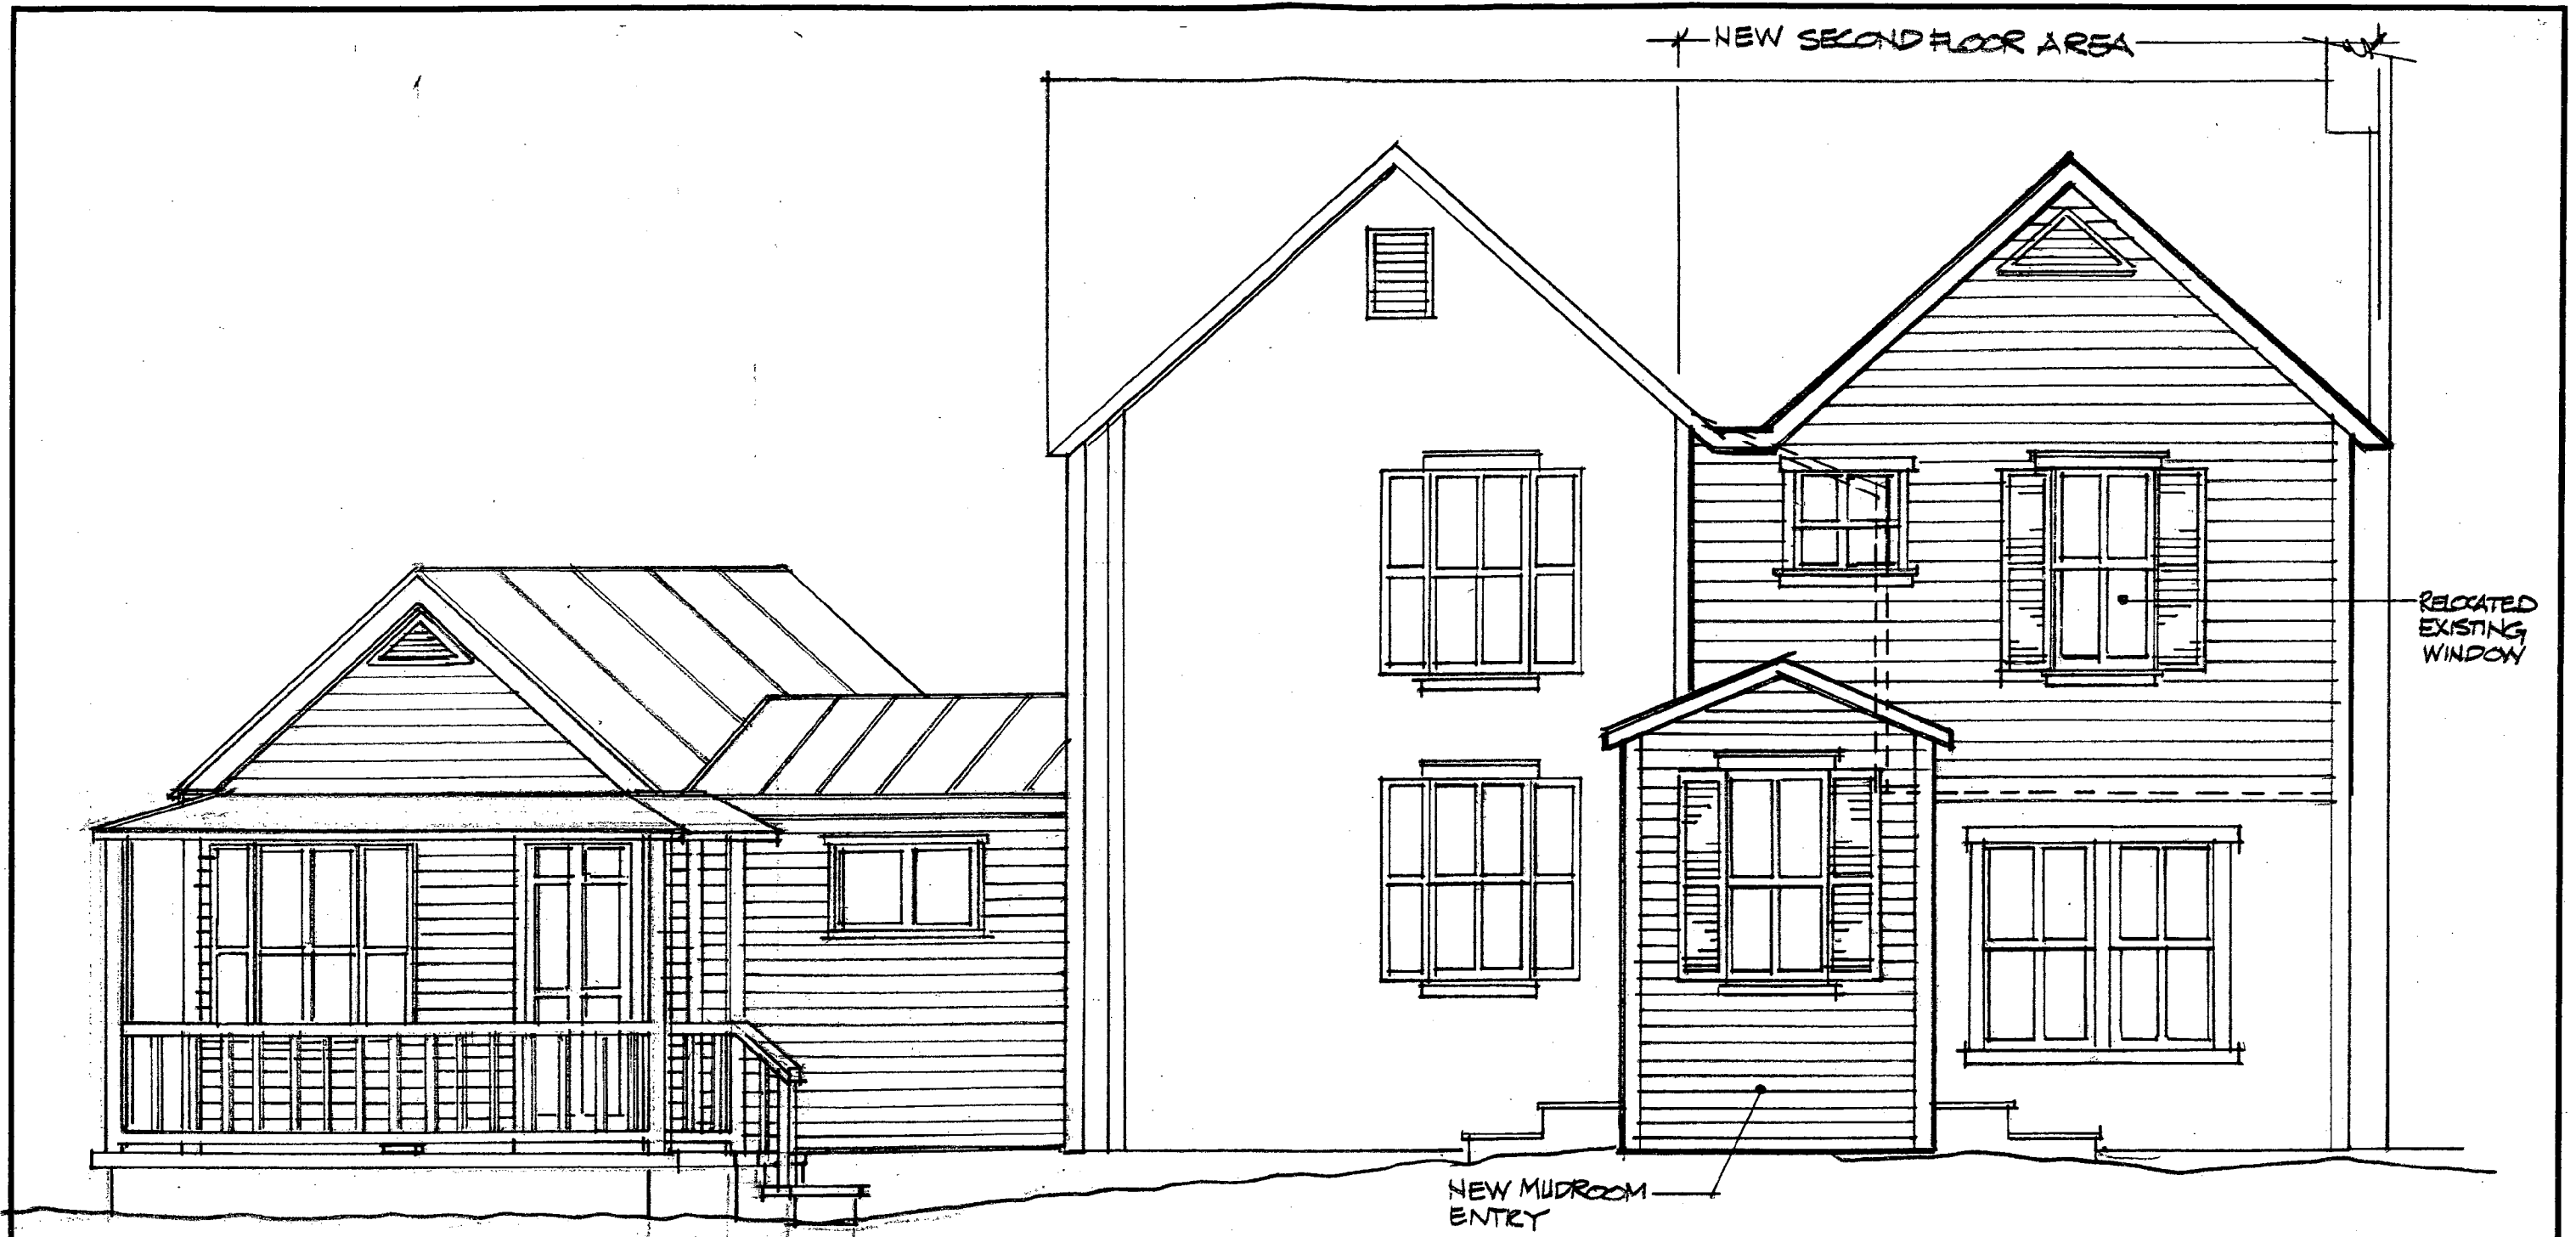 NEW SECOND FLOOR AREA
RELOCATED
EXISTING
WINDOW
NEW MUDROOM
ENTRY